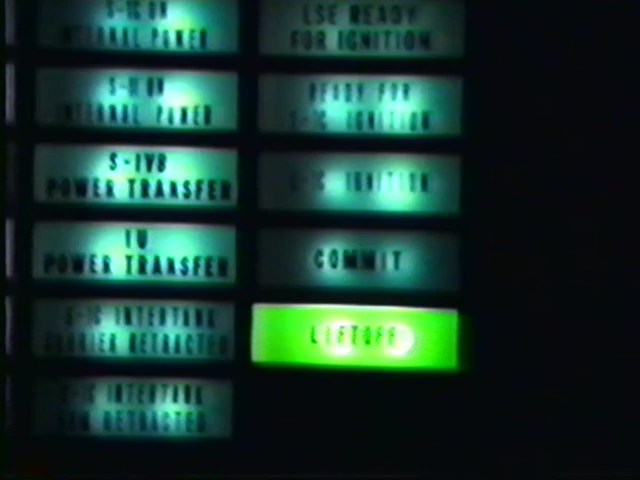 S-IC ON
INTERNAL POWER
S-II ON
INTERNAL POWER
S-IVB
POWER TRANSFER
IU
POWER TRANSFER
S-IC INTERTANK
CARRIER RETRACTED
S-IC INTERTANK
ARM RETRACTED
LSE READY
FOR IGNITION
READY FOR
S-IC IGNITION
S-IC IGNITION
COMMIT
LIFTOFF